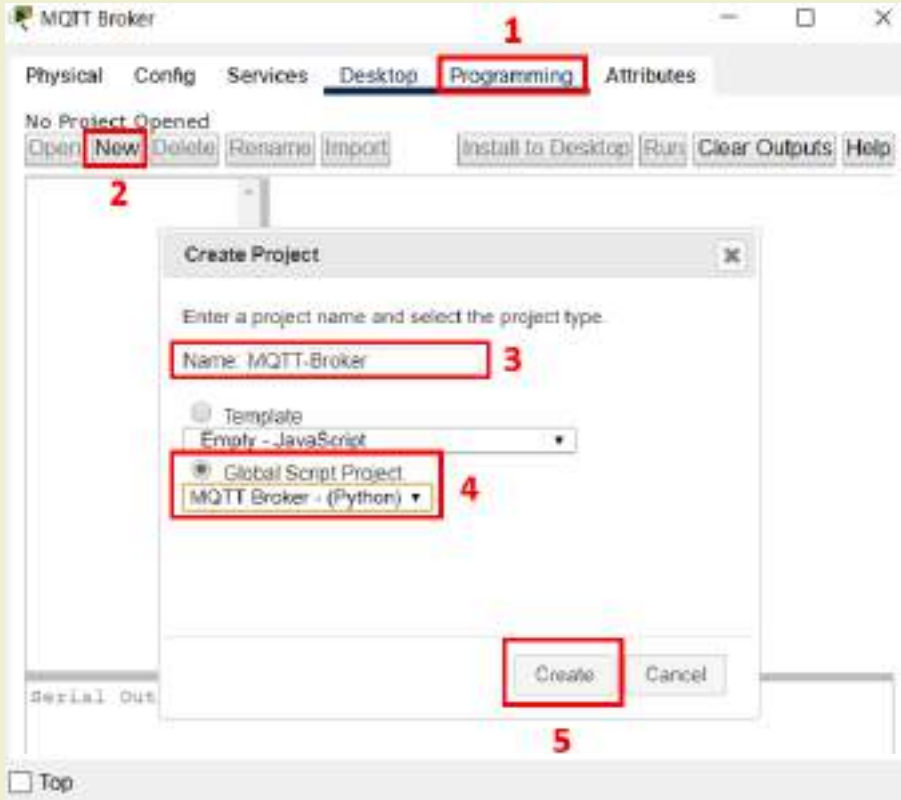 MQTT Broker
1
Physical Config Services Desktop Programming Attributes
No Project Opened
Open New Delete Rename Import Install to Desktop Run Clear Outputs Help
2
Create Project
Enter a project name and select the project type.
Name: MQTT-Broker
3
Template
Empty - JavaScript
Global Script Project
MQTT Broker - (Python)
4
Create Cancel
Serial Out
5
Top